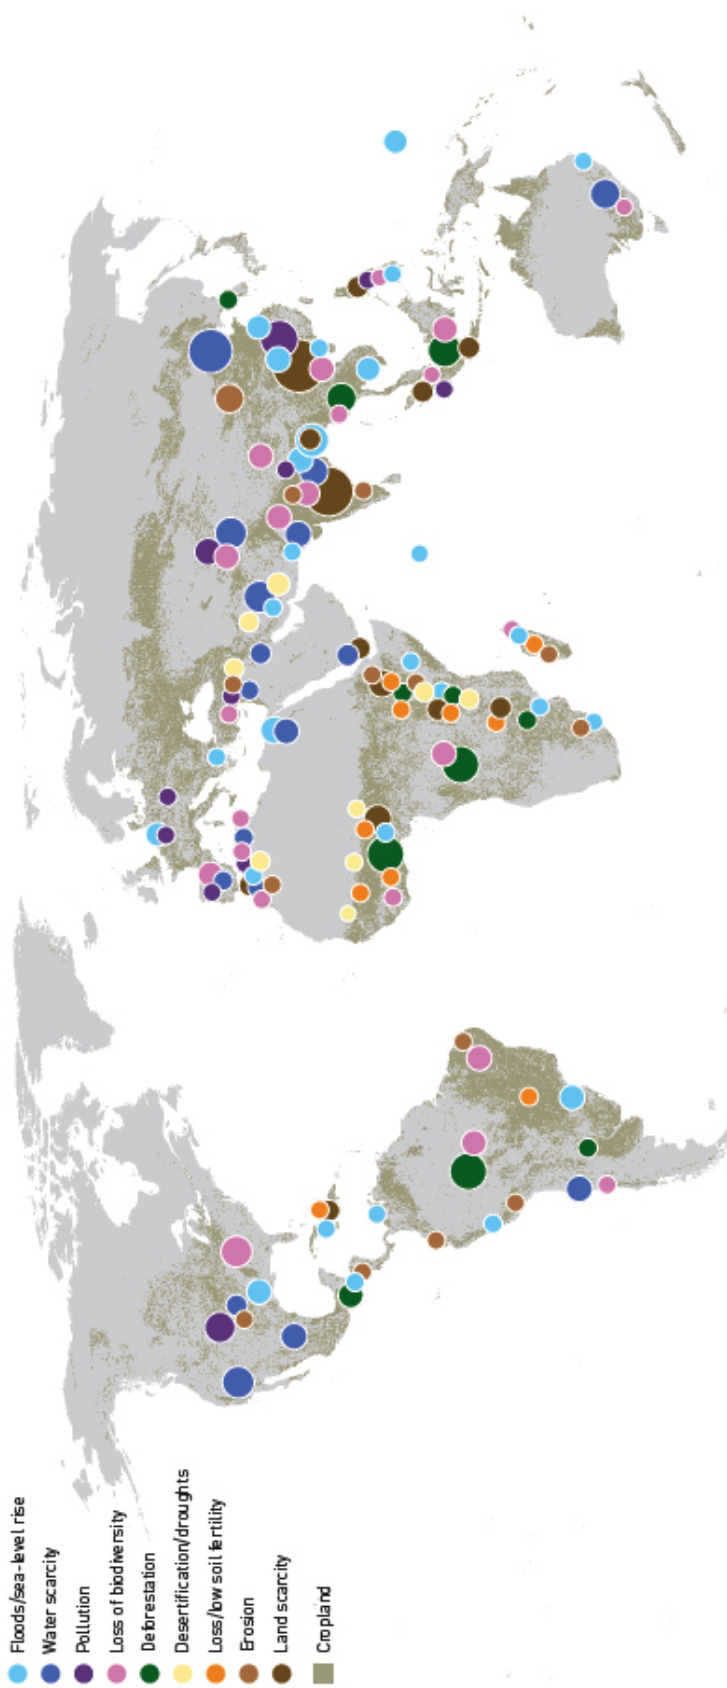 Floods/sea-level rise
Water scarcity
Pollution
Loss of biodiversity
Deforestation
Desertification/droughts
Loss/low soil fertility
Erosion
Land scarcity
Cropland